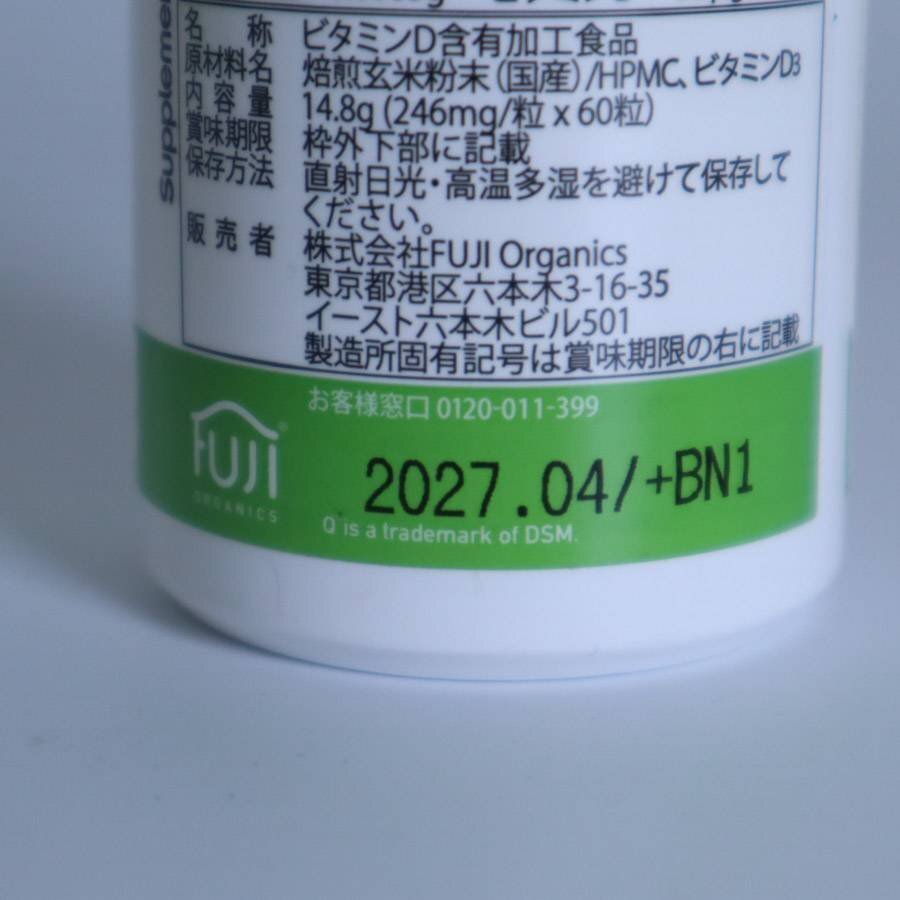 Supplemen
名称 ビタミンD含有加工食品
原材料名 焙煎玄米粉末（国産）/HPMC、ビタミンD3
内容量 14.8g (246mg/粒 x 60粒)
賞味期限 枠外下部に記載
保存方法 直射日光・高温多湿を避けて保存して
ください。
販売者 株式会社FUJI Organics
東京都港区六本木3-16-35
イースト六本木ビル501
製造所固有記号は賞味期限の右に記載
お客様窓口 0120-011-399
FUJI®
ORGANICS
2027.04/+BN1
Q is a trademark of DSM.